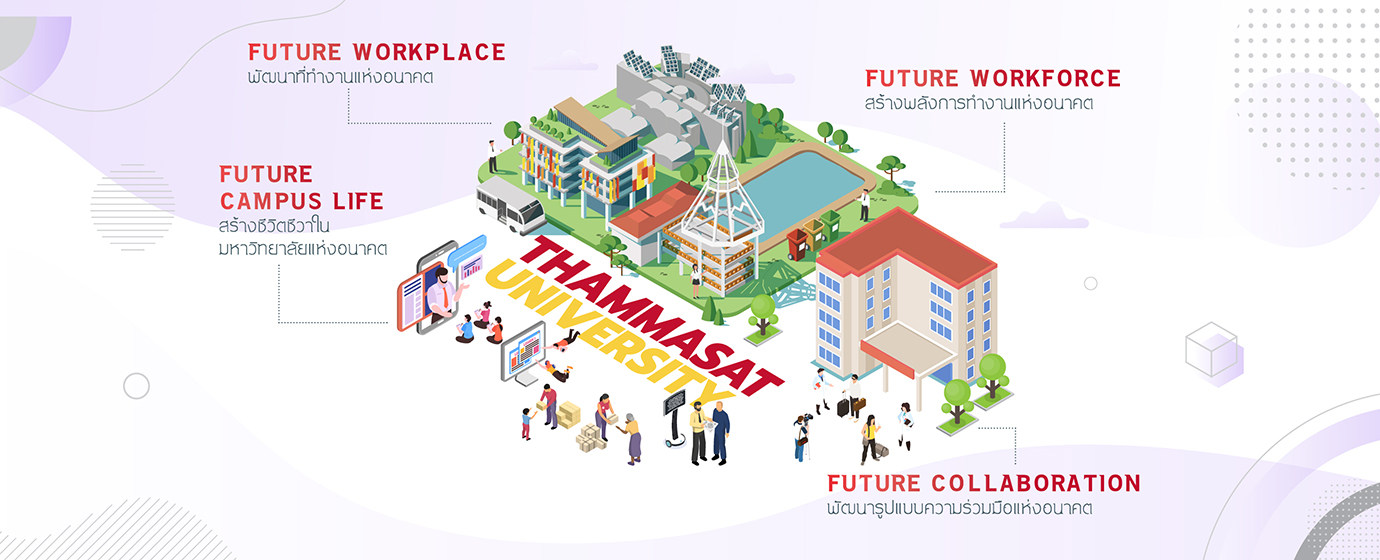 FUTURE WORKPLACE
พัฒนาที่ทำงานแห่งอนาคต
FUTURE WORKFORCE
สร้างพลังการทำงานแห่งอนาคต
FUTURE
CAMPUS LIFE
สร้างชีวิตชีวาใน
มหาวิทยาลัยแห่งอนาคต
THAMMASAT
UNIVERSITY
FUTURE COLLABORATION
พัฒนารูปแบบความร่วมมือแห่งอนาคต